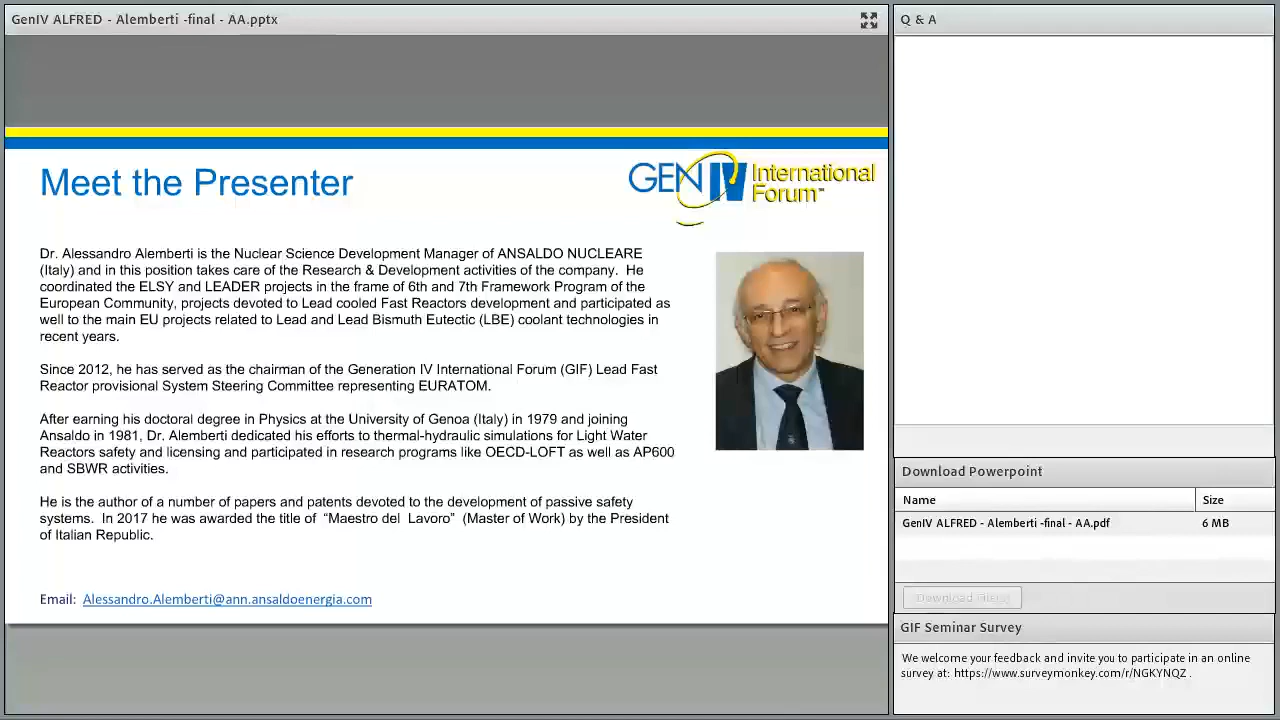 GenIV ALFRED - Alemberti -final - AA.pptx
Meet the Presenter
GEN IV International
Forum™
Dr. Alessandro Alemberti is the Nuclear Science Development Manager of ANSALDO NUCLEARE
(Italy) and in this position takes care of the Research & Development activities of the company.  He
coordinated the ELSY and LEADER projects in the frame of 6th and 7th Framework Program of the
European Community, projects devoted to Lead cooled Fast Reactors development and participated as
well to the main EU projects related to Lead and Lead Bismuth Eutectic (LBE) coolant technologies in
recent years.
Since 2012, he has served as the chairman of the Generation IV International Forum (GIF) Lead Fast
Reactor provisional System Steering Committee representing EURATOM.
After earning his doctoral degree in Physics at the University of Genoa (Italy) in 1979 and joining
Ansaldo in 1981, Dr. Alemberti dedicated his efforts to thermal-hydraulic simulations for Light Water
Reactors safety and licensing and participated in research programs like OECD-LOFT as well as AP600
and SBWR activities.
He is the author of a number of papers and patents devoted to the development of passive safety
systems.  In 2017 he was awarded the title of  “Maestro del  Lavoro”  (Master of Work) by the President
of Italian Republic.
Email:  Alessandro.Alemberti@ann.ansaldoenergia.com
Q & A
Download Powerpoint
Name Size
GenIV ALFRED - Alemberti -final - AA.pdf 6 MB
Download File(s)
GIF Seminar Survey
We welcome your feedback and invite you to participate in an online
survey at:  https://www.surveymonkey.com/r/NGKYNQZ .